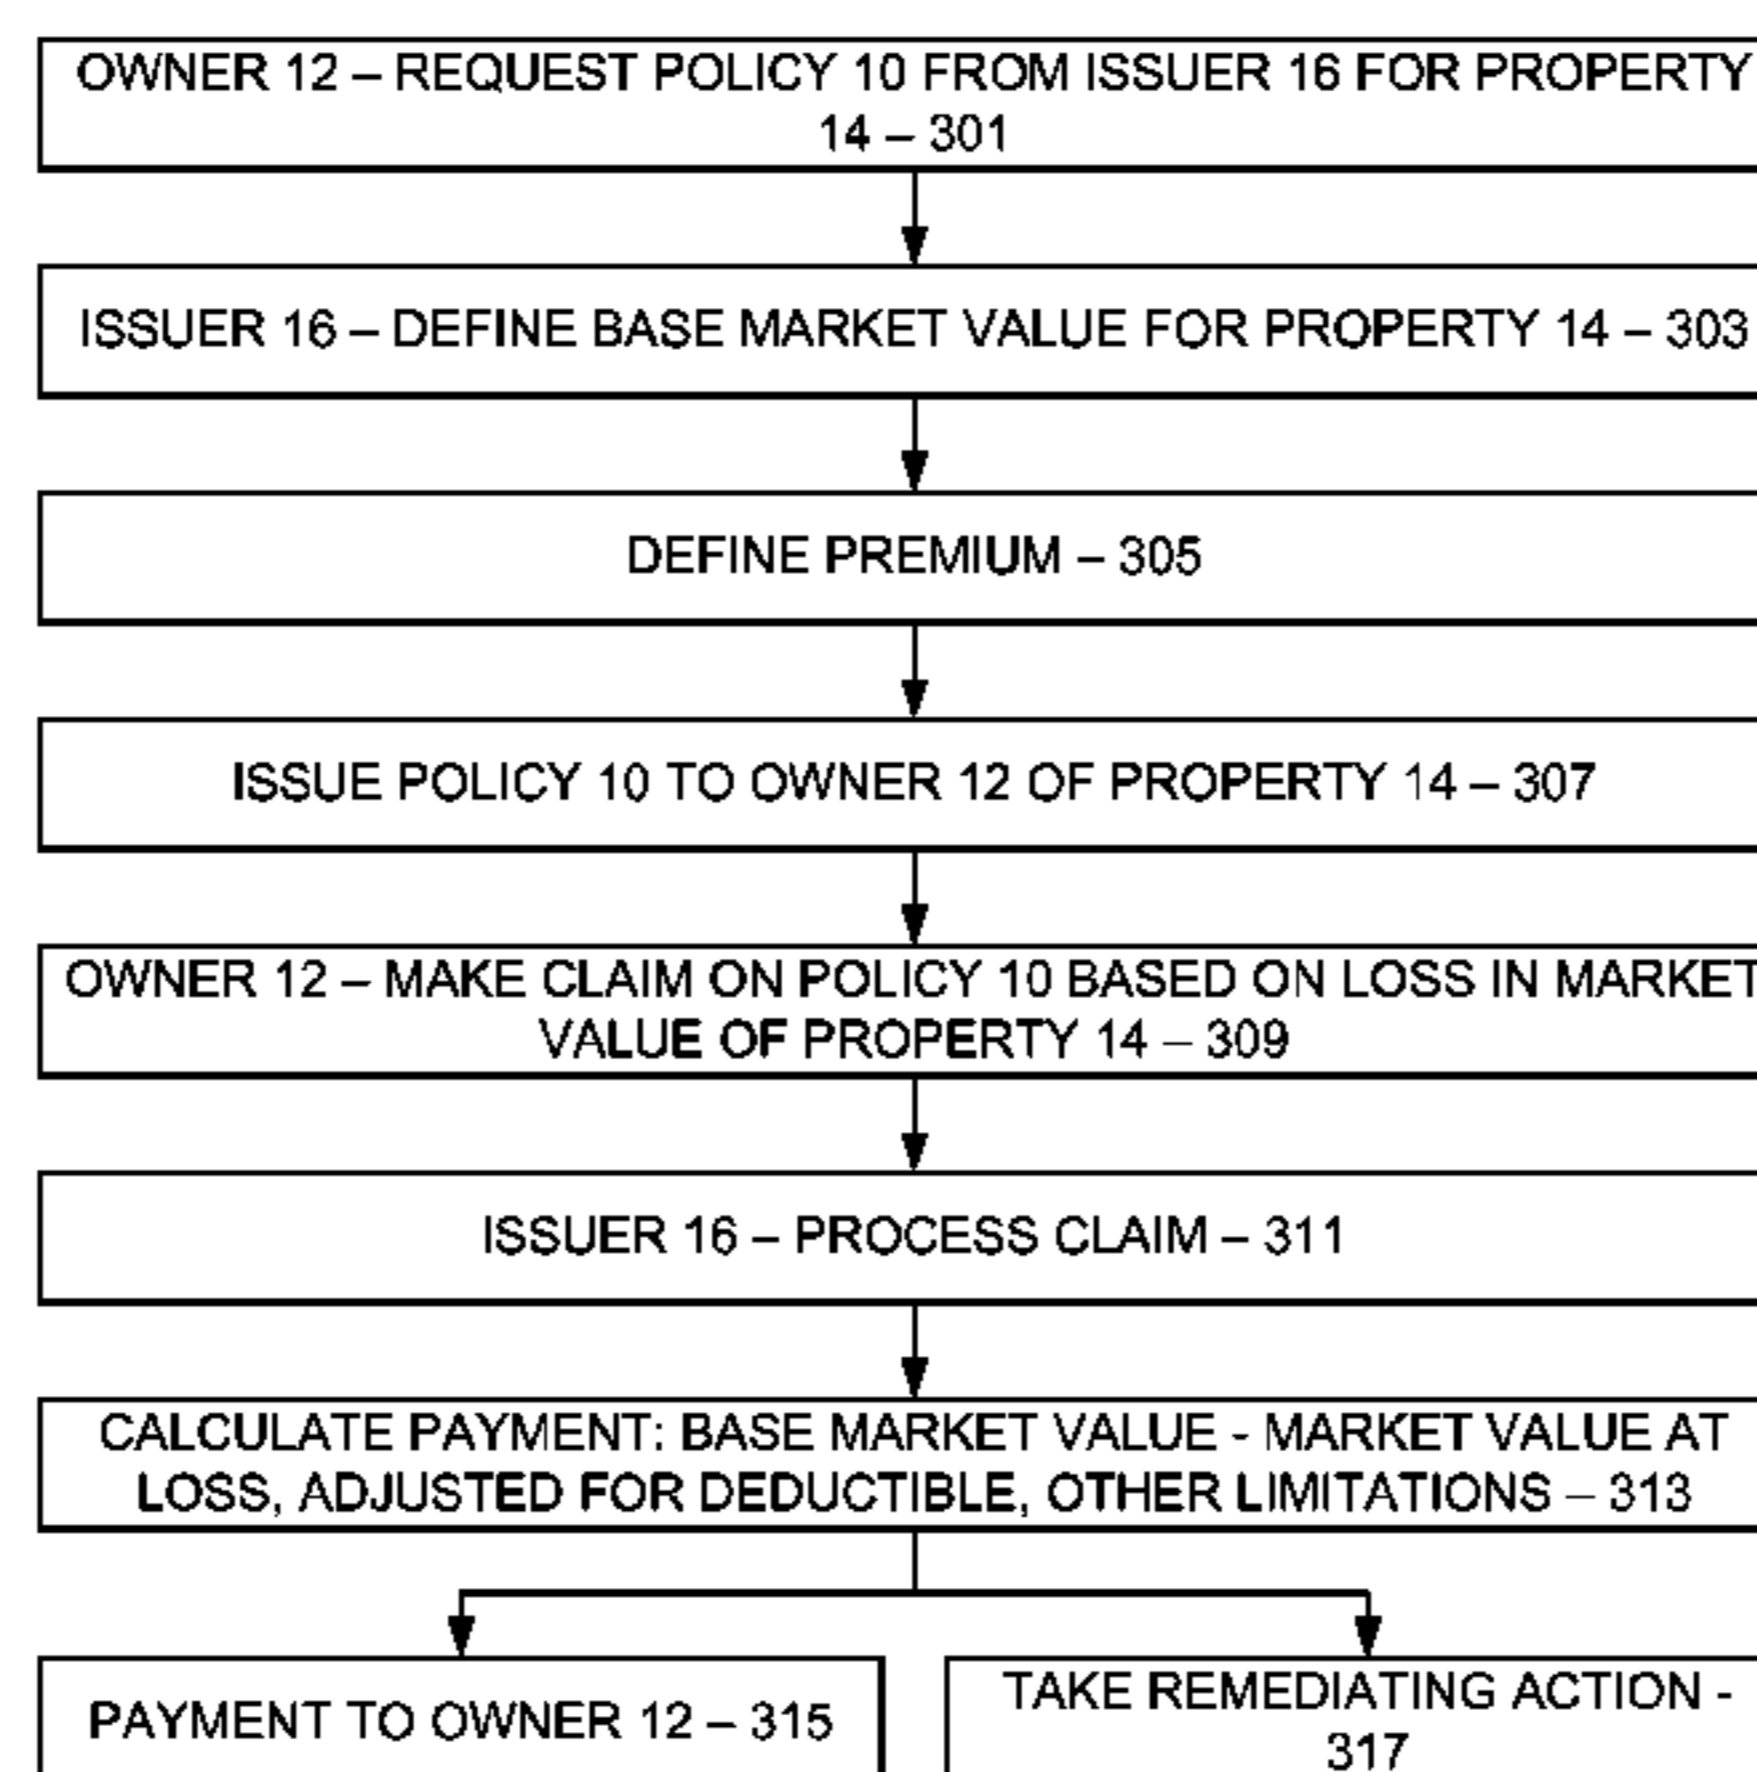 OWNER 12 – REQUEST POLICY 10 FROM ISSUER 16 FOR PROPERTY
14 – 301
ISSUER 16 – DEFINE BASE MARKET VALUE FOR PROPERTY 14 – 303
DEFINE PREMIUM – 305
ISSUE POLICY 10 TO OWNER 12 OF PROPERTY 14 – 307
OWNER 12 – MAKE CLAIM ON POLICY 10 BASED ON LOSS IN MARKET
VALUE OF PROPERTY 14 – 309
ISSUER 16 – PROCESS CLAIM – 311
CALCULATE PAYMENT: BASE MARKET VALUE - MARKET VALUE AT
LOSS, ADJUSTED FOR DEDUCTIBLE, OTHER LIMITATIONS – 313
PAYMENT TO OWNER 12 – 315
TAKE REMEDIATING ACTION -
317